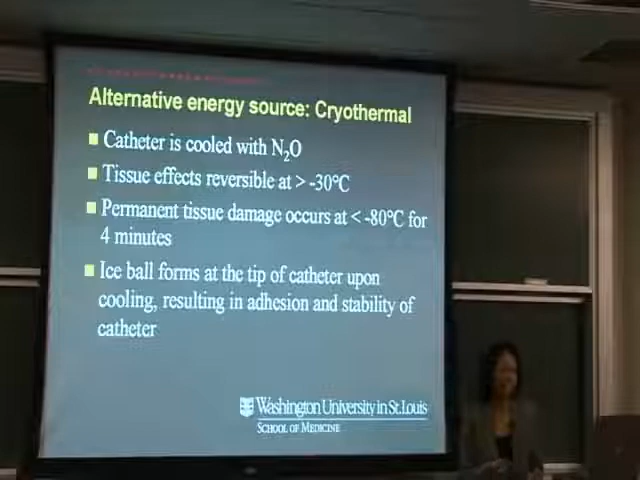 Alternative energy source: Cryothermal
Catheter is cooled with N₂O
Tissue effects reversible at > -30°C
Permanent tissue damage occurs at < -80°C for
4 minutes
Ice ball forms at the tip of catheter upon
cooling, resulting in adhesion and stability of
catheter
Washington University in St. Louis
SCHOOL OF MEDICINE